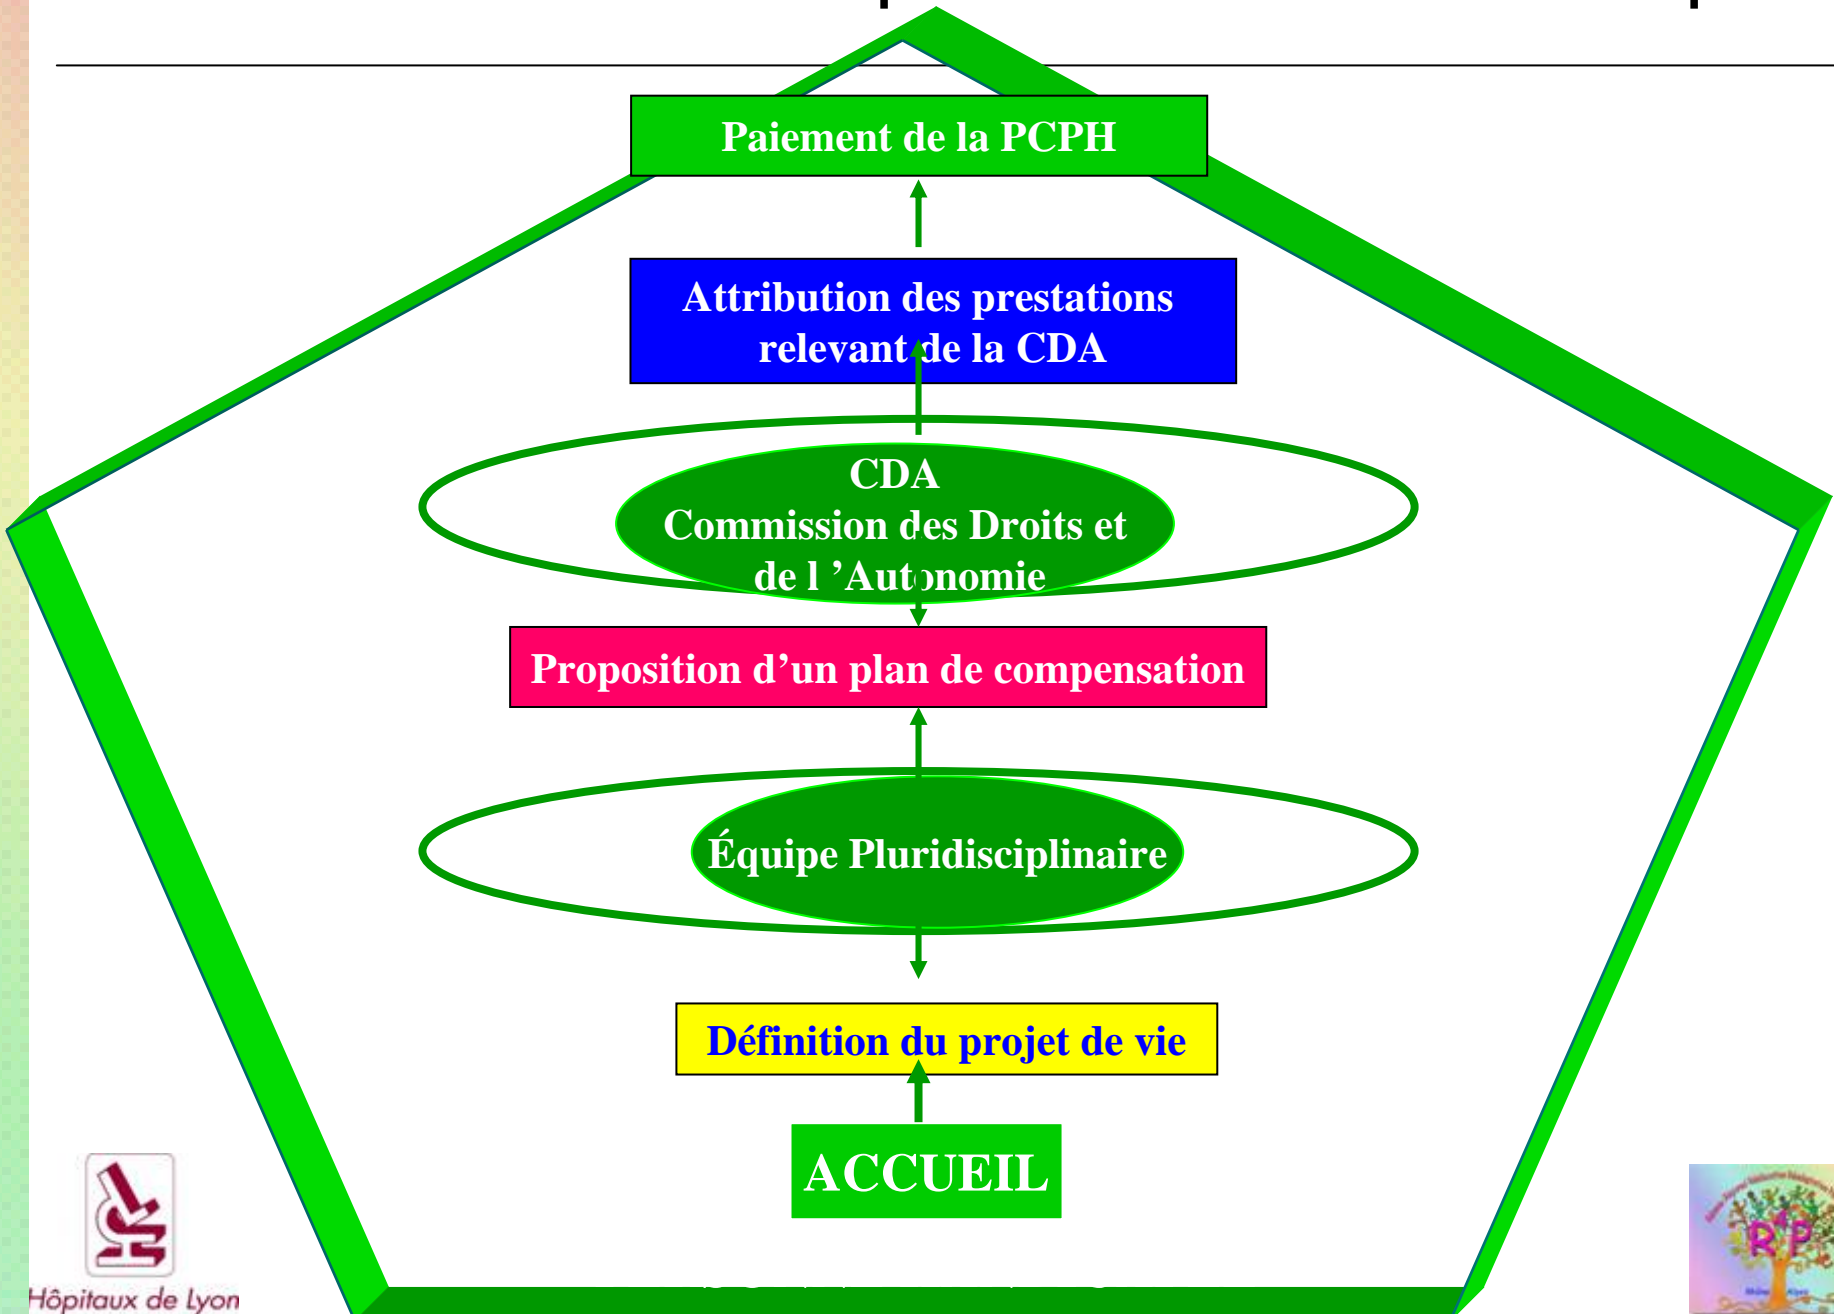 Paiement de la PCPH
Attribution des prestations
relevant de la CDA
CDA
Commission des Droits et
de l ’Autonomie
Proposition d’un plan de compensation
Équipe Pluridisciplinaire
Définition du projet de vie
ACCUEIL
Hôpitaux de Lyon
R4P